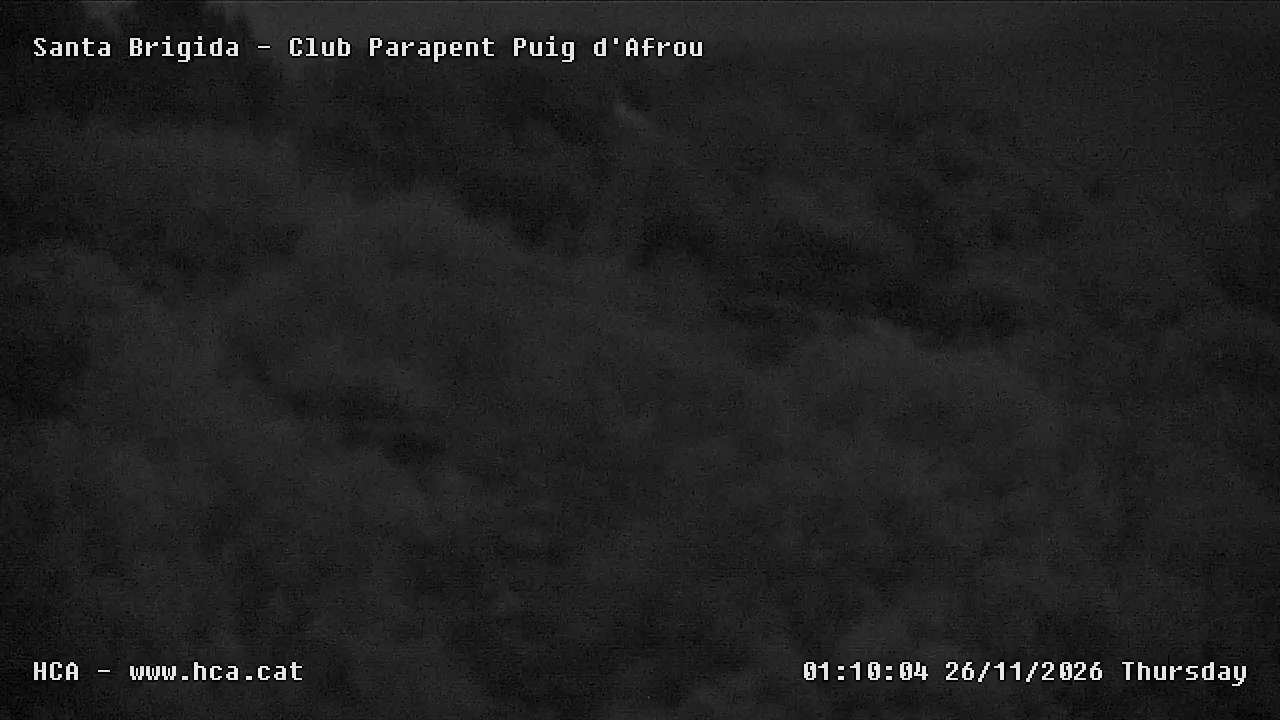 Santa Brigida - Club Parapent Puig d'Afrou
HCA - www.hca.cat
01:10:04 26/11/2026 Thursday